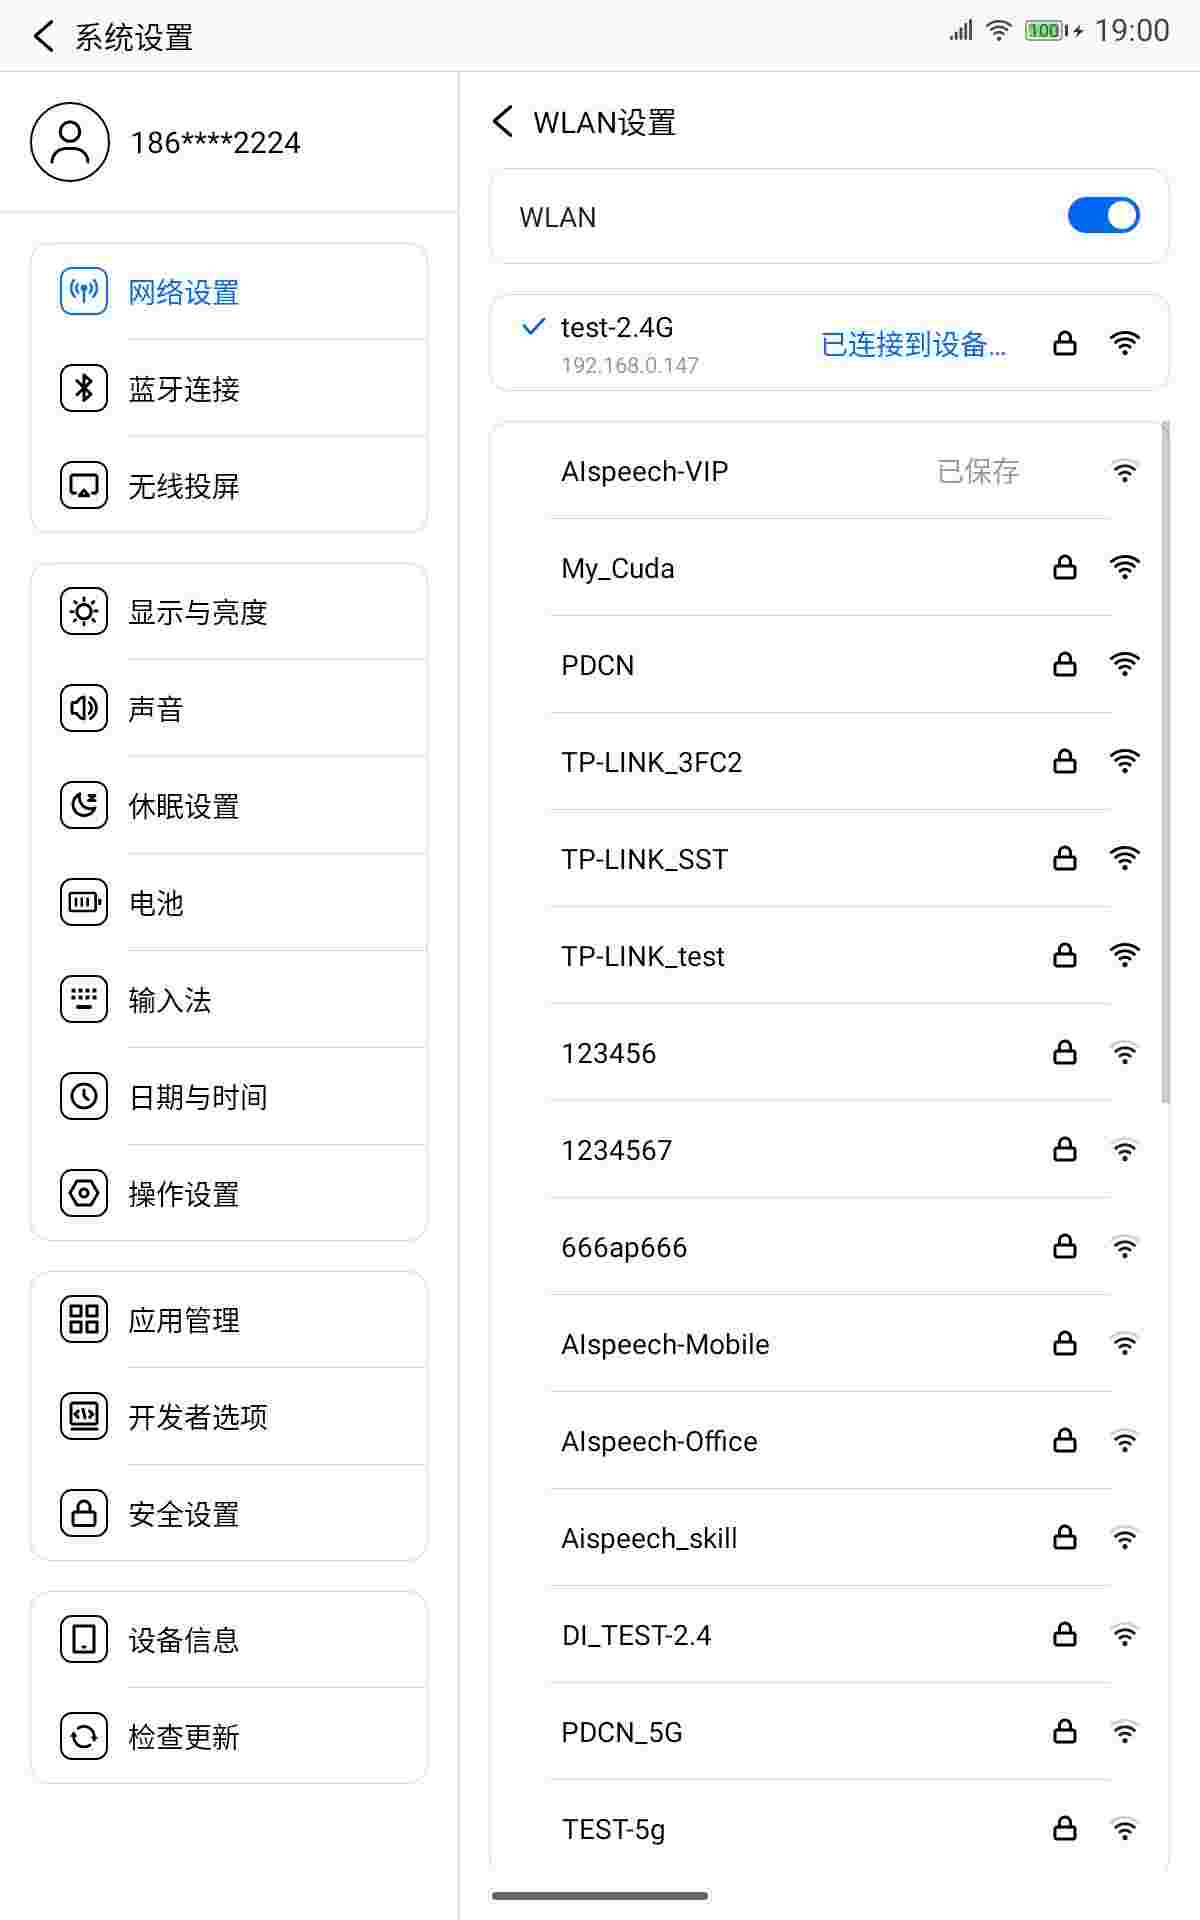 系统设置
100
19:00
186****2224
网络设置
蓝牙连接
无线投屏
显示与亮度
声音
休眠设置
电池
输入法
日期与时间
操作设置
应用管理
开发者选项
安全设置
设备信息
检查更新
WLAN设置
WLAN
test-2.4G
192.168.0.147
已连接到设备...
AIspeech-VIP
已保存
My_Cuda
PDCN
TP-LINK_3FC2
TP-LINK_SST
TP-LINK_test
123456
1234567
666ap666
AIspeech-Mobile
AIspeech-Office
Aispeech_skill
DI_TEST-2.4
PDCN_5G
TEST-5g